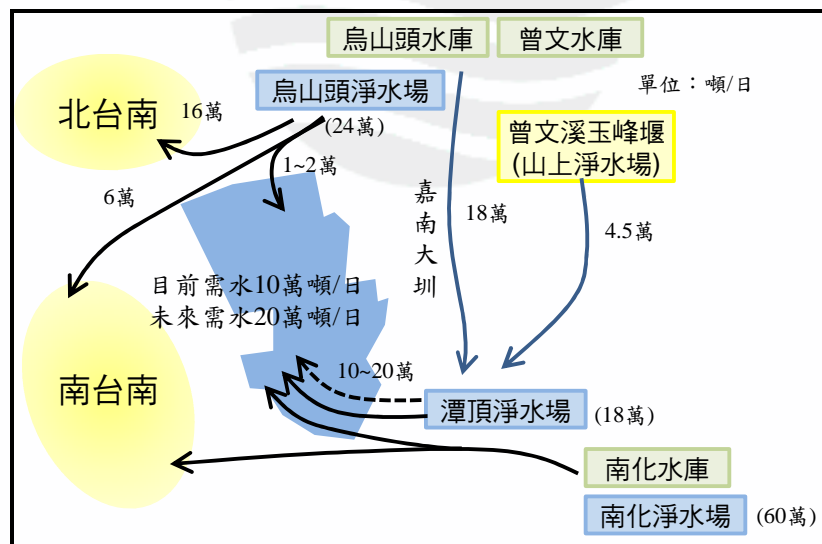 烏山頭水庫
曾文水庫
單位：噸/日
烏山頭淨水場
(24萬)
北台南
16萬
1~2萬
曾文溪玉峰堰
(山上淨水場)
6萬
嘉南大圳
18萬
4.5萬
目前需水10萬噸/日
未來需水20萬噸/日
10~20萬
南台南
潭頂淨水場
(18萬)
南化水庫
南化淨水場
(60萬)